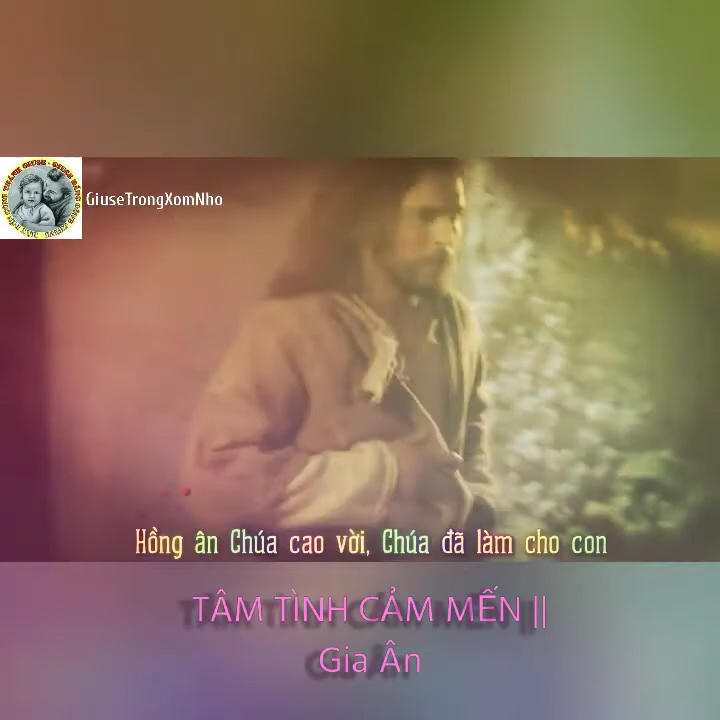 GiuseTrongXomNho
Hồng ân Chúa cao vời, Chúa đã làm cho con
TÂM TÌNH CẢM MẾN ||
Gia Ân